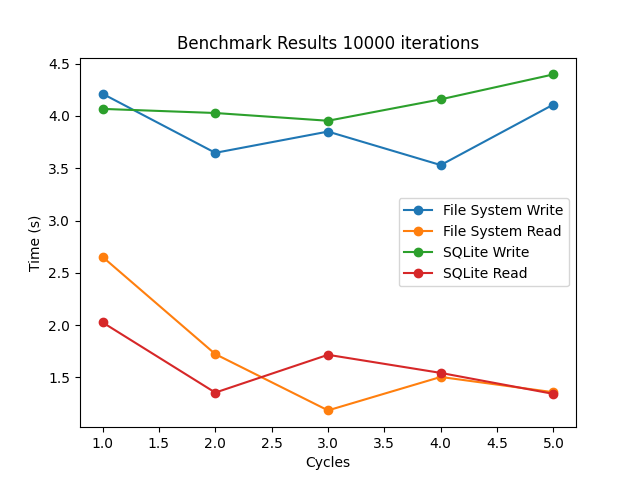 Benchmark Results 10000 iterations
4.5
4.0
3.5
3.0
2.5
2.0
1.5
Time (s)
File System Write
File System Read
SQLite Write
SQLite Read
1.0 1.5 2.0 2.5 3.0 3.5 4.0 4.5 5.0
Cycles